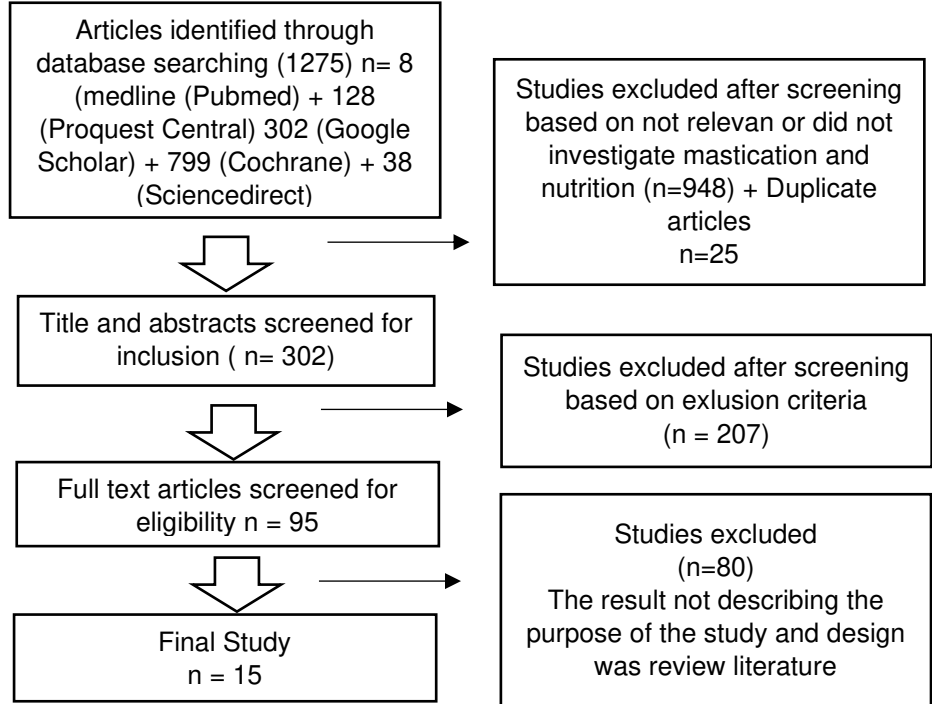 Articles identified through
database searching (1275) n= 8
(medline (Pubmed) + 128
(Proquest Central) 302 (Google
Scholar) + 799 (Cochrane) + 38
(Sciencedirect)
Studies excluded after screening
based on not relevan or did not
investigate mastication and
nutrition (n=948) + Duplicate
articles
n=25
Title and abstracts screened for
inclusion ( n= 302)
Studies excluded after screening
based on exlusion criteria
(n = 207)
Full text articles screened for
eligibility n = 95
Studies excluded
(n=80)
The result not describing the
purpose of the study and design
was review literature
Final Study
n = 15